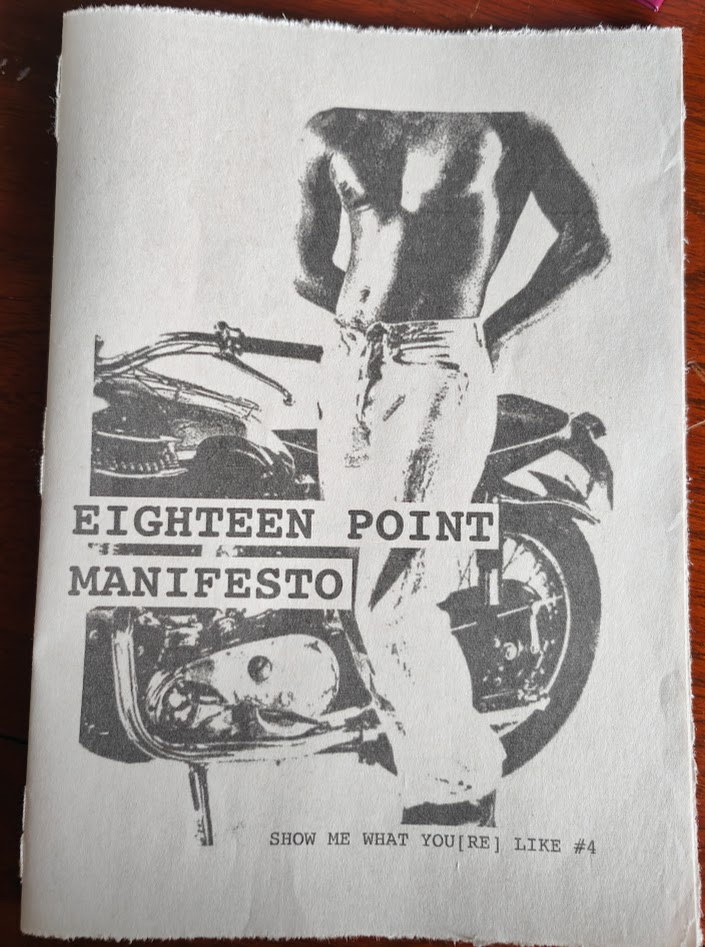 EIGHTEEN POINT
MANIFESTO
SHOW ME WHAT YOU[RE] LIKE #4